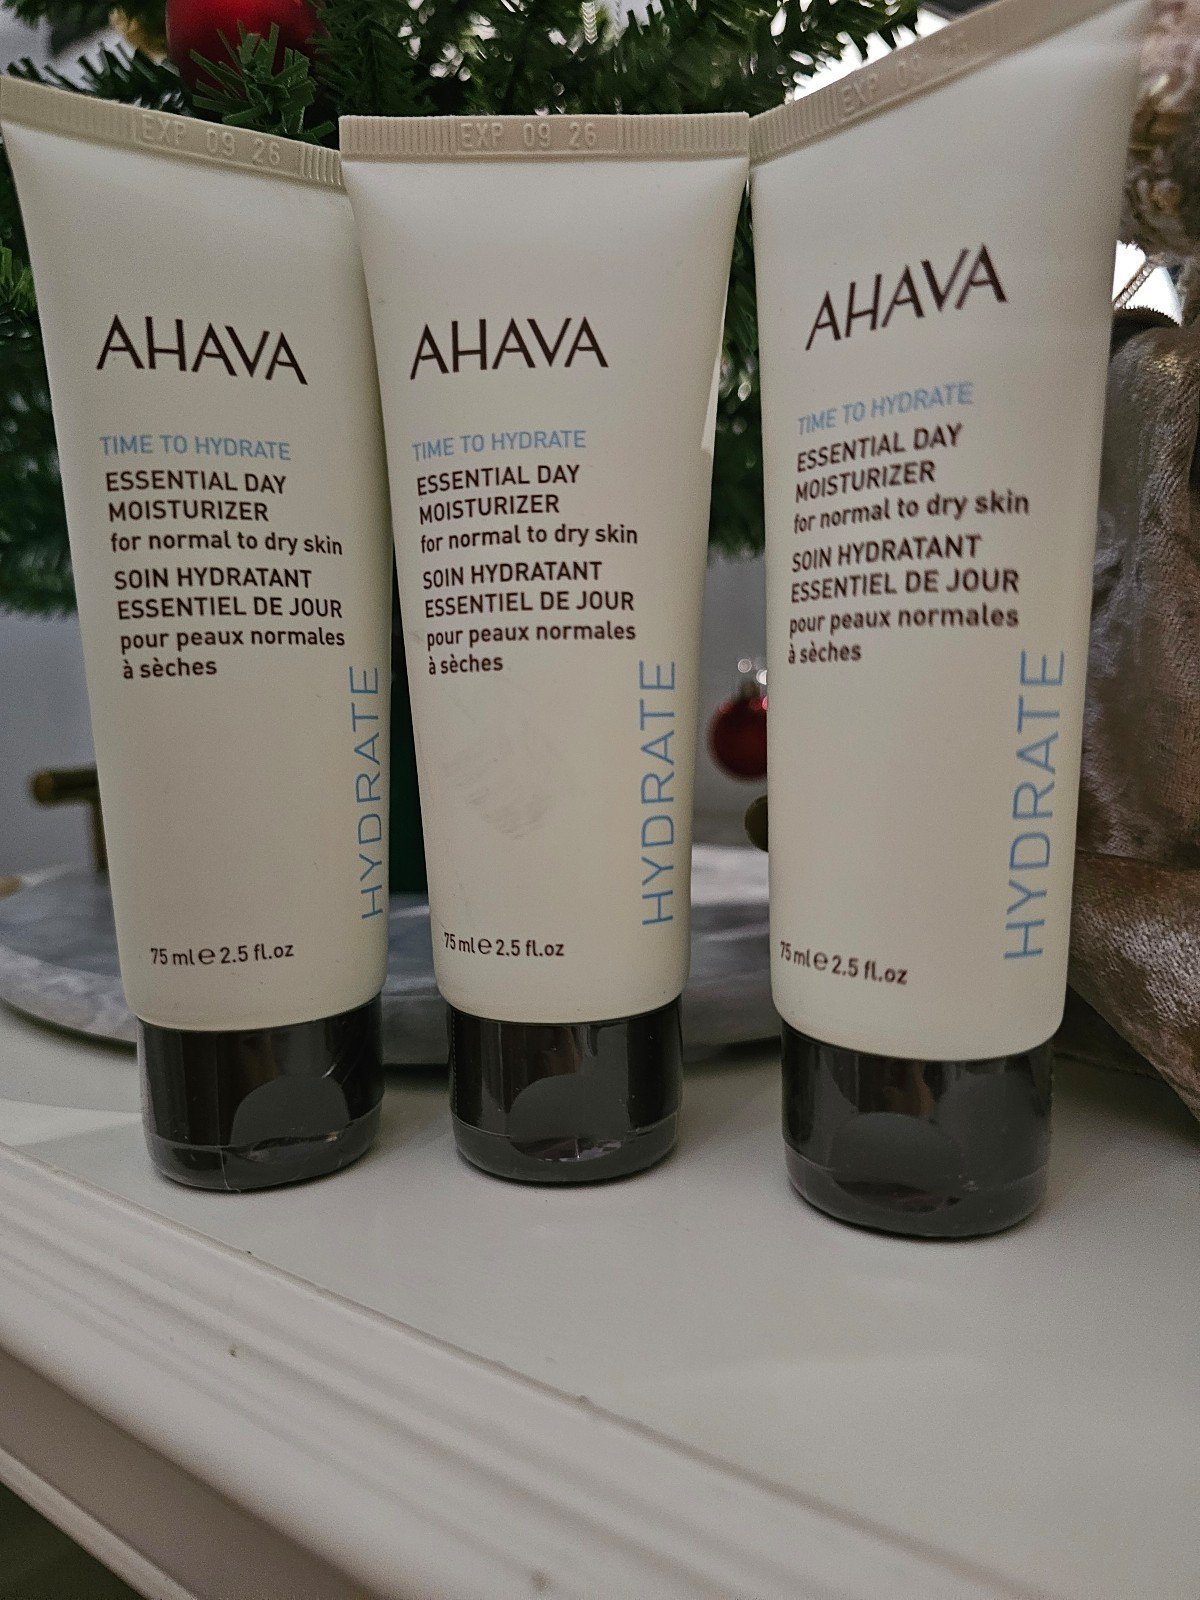 EXP 09 26
AHAVA
TIME TO HYDRATE
ESSENTIAL DAY
MOISTURIZER
for normal to dry skin
SOIN HYDRATANT
ESSENTIEL DE JOUR
pour peaux normales
à sèches
HYDRATE
75 ml e 2.5 fl.oz
EXP 09 26
AHAVA
TIME TO HYDRATE
ESSENTIAL DAY
MOISTURIZER
for normal to dry skin
SOIN HYDRATANT
ESSENTIEL DE JOUR
pour peaux normales
à sèches
HYDRATE
75 ml e 2.5 fl.oz
EXP 09 26
AHAVA
TIME TO HYDRATE
ESSENTIAL DAY
MOISTURIZER
for normal to dry skin
SOIN HYDRATANT
ESSENTIEL DE JOUR
pour peaux normales
à sèches
HYDRATE
75 ml e 2.5 fl.oz